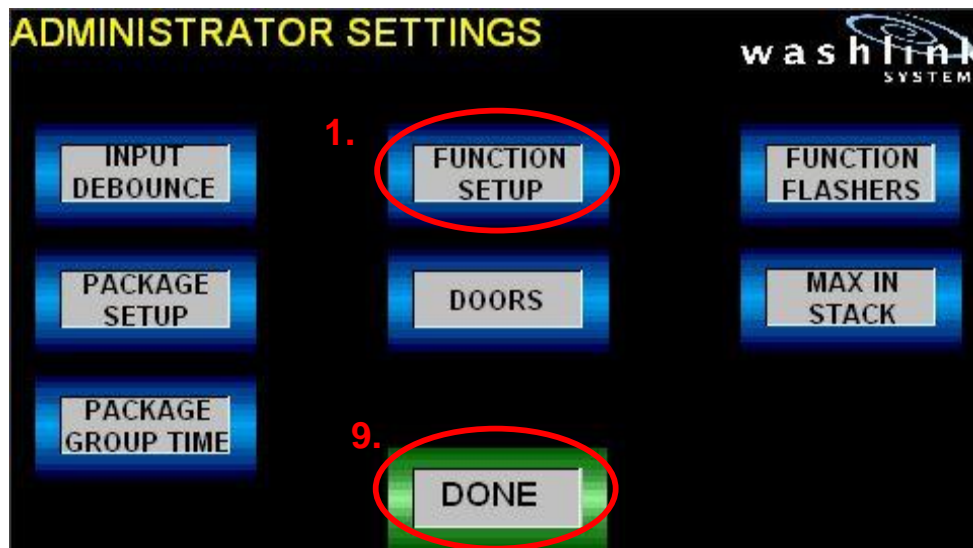 ADMINISTRATOR SETTINGS
washlink
SYSTEM
1.
INPUT
DEBOUNCE
FUNCTION
SETUP
FUNCTION
FLASHERS
PACKAGE
SETUP
DOORS
MAX IN
STACK
PACKAGE
GROUP TIME
9.
DONE